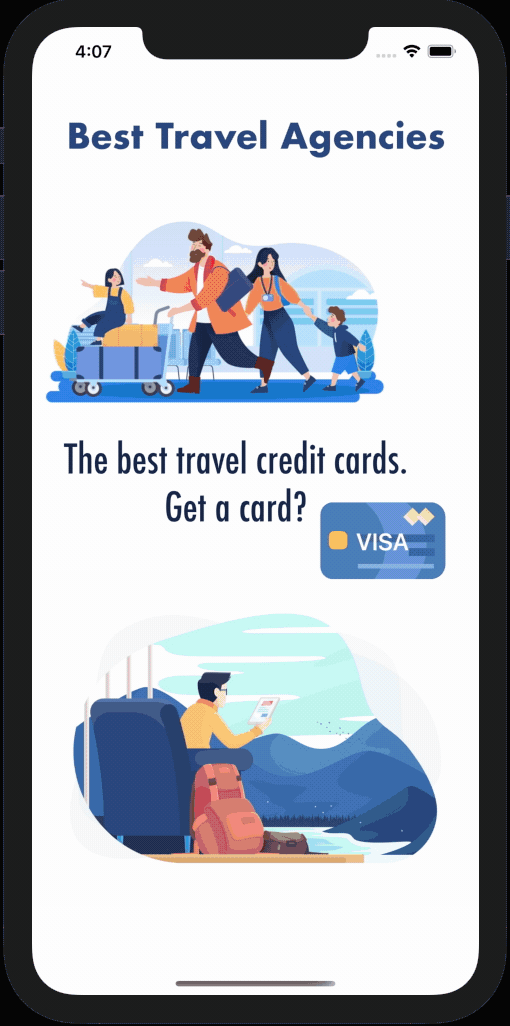 4:07
Best Travel Agencies
The best travel credit cards.
Get a card?
VISA